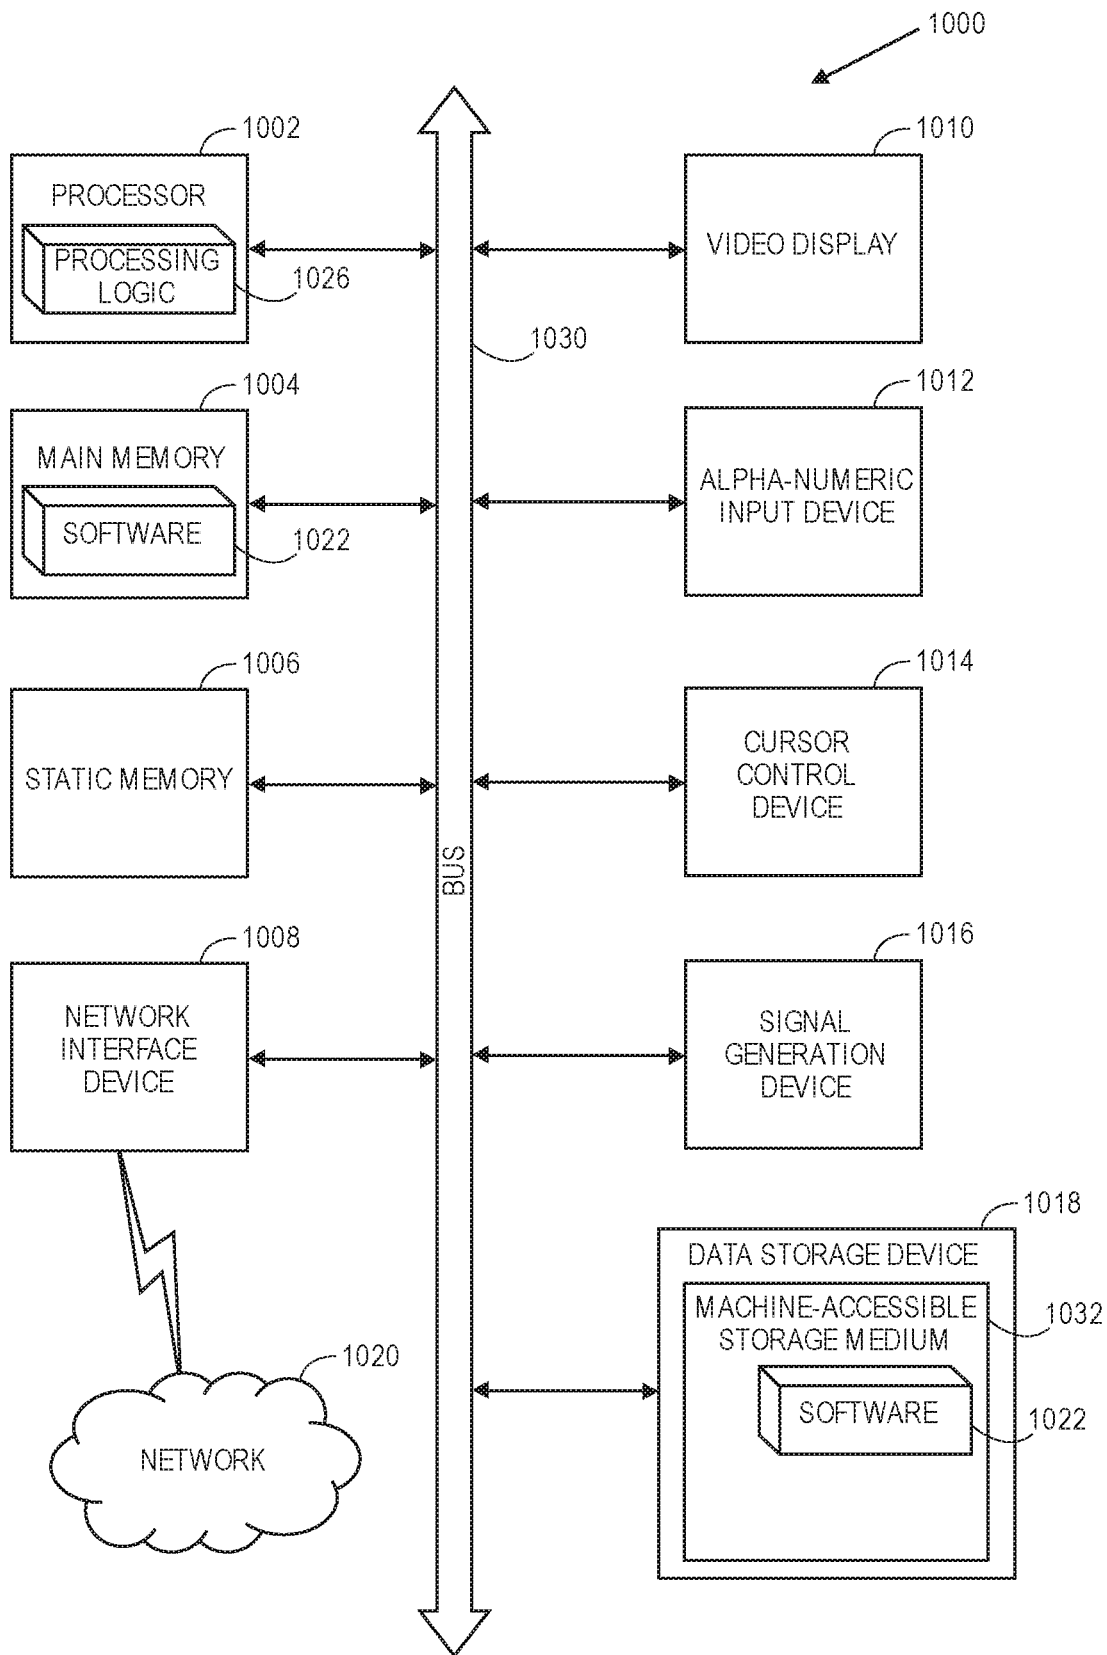 1000
1002
PROCESSOR
PROCESSING
LOGIC
1026
1010
VIDEO DISPLAY
1030
1004
MAIN MEMORY
SOFTWARE
1022
1012
ALPHA-NUMERIC
INPUT DEVICE
1006
STATIC MEMORY
1014
CURSOR
CONTROL
DEVICE
BUS
1008
NETWORK
INTERFACE
DEVICE
1016
SIGNAL
GENERATION
DEVICE
1020
NETWORK
1018
DATA STORAGE DEVICE
MACHINE-ACCESSIBLE
STORAGE MEDIUM
1032
SOFTWARE
1022